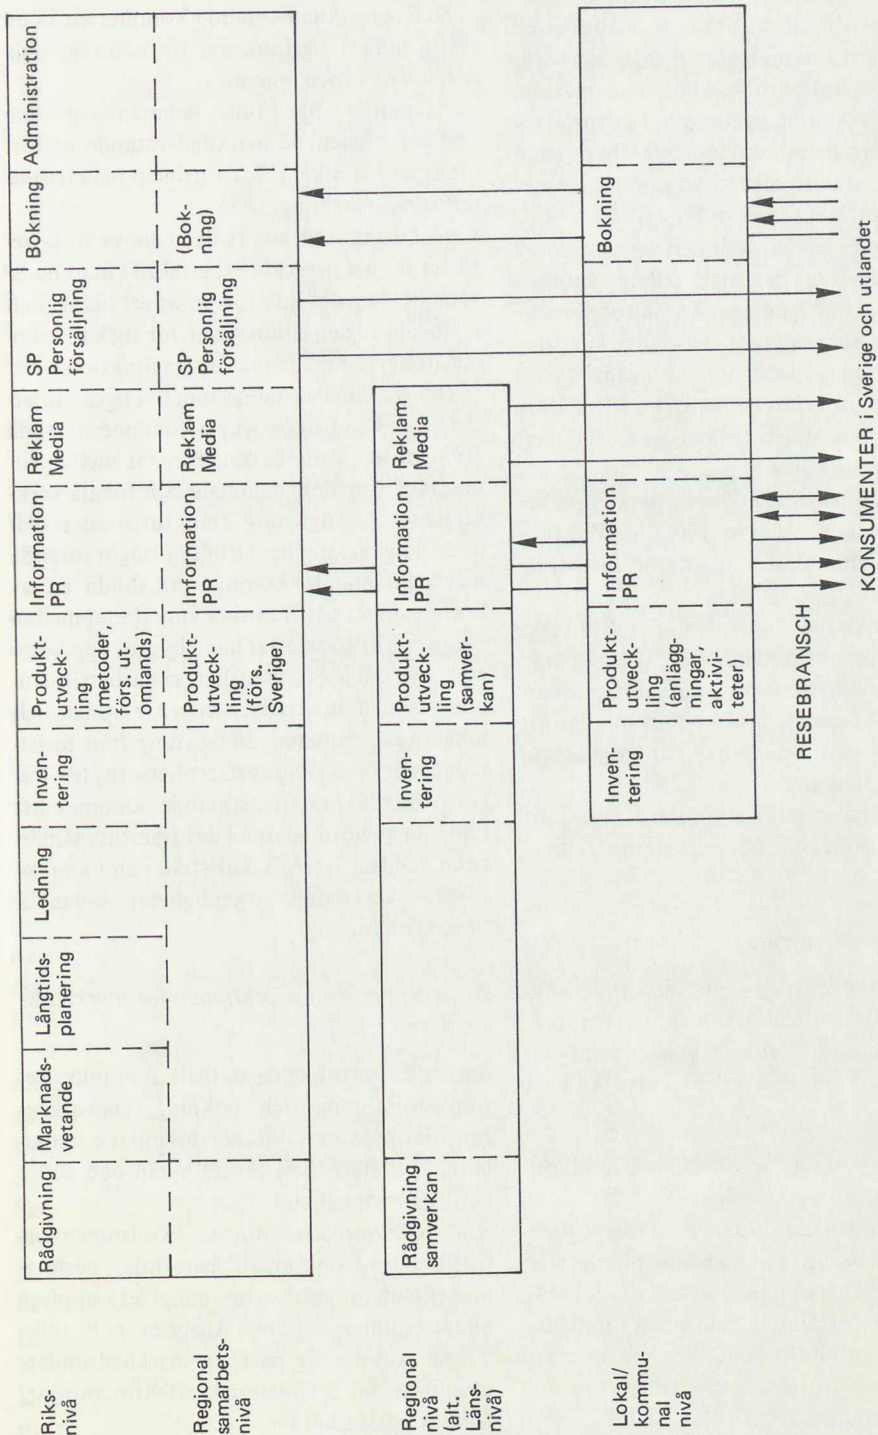 Riks-
nivå
Rådgivning
Marknads-
vetande
Långtids-
planering
Ladning
Inven-
tering
Produkt-
utveck-
ling
(metoder,
förs. ut-
omlands)
Information
PR
Reklam
Media
SP
Personlig
försäljning
Bokning
Administration
Regional
samarbets-
nivå
Produkt-
utveck-
ling
(förs.
Sverige)
Information
PR
Reklam
Media
SP
Personlig
försäljning
(Bok-
ning)
Regional
nivå
(alt,
Läns-
nivå)
Rådgivning
samverkan
Inven-
tering
Produkt-
utveck-
ling
(samver-
kan)
Information
PR
Reklam
Media
Lokal/
kommu-
nal
nivå
Inven-
tering
Produkt-
utveck-
ling
(anlägg-
ningar,
aktivi-
teter)
Information
PR
Bokning
RESEBRANSCH
KONSUMENTER i Sverige och utlandet